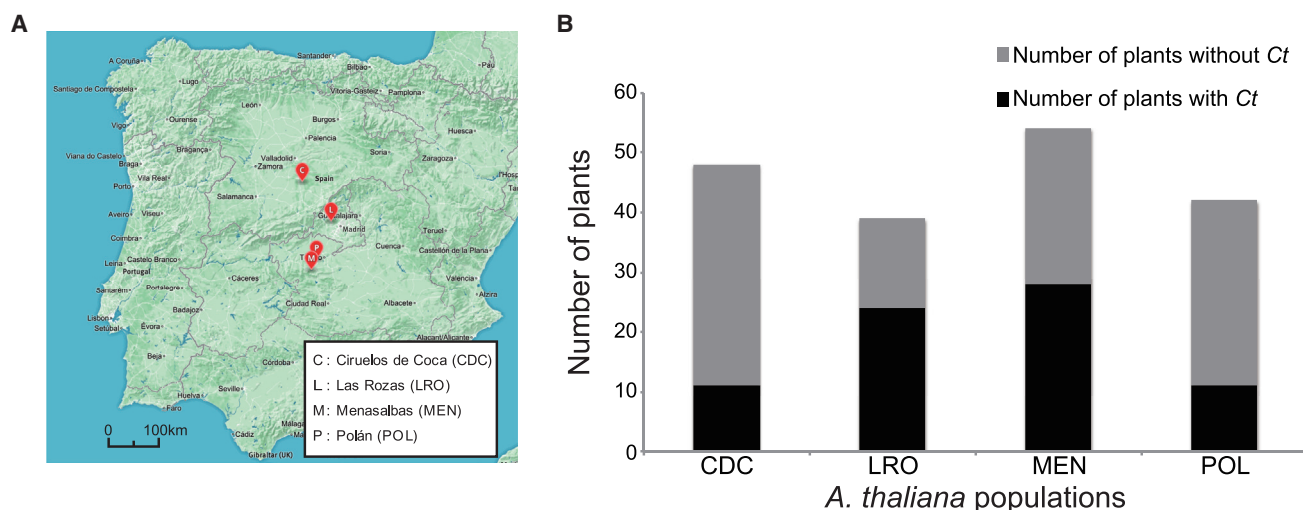 A
Santander
Bilbao
A Coruña
Pau
Lugo
Vitoria-Gasteiz
Pamplona
Santiago de Compostela
León
Ourense
Burgos
Huesca
Vigo
Palencia
Viana do Castelo
Bragança
Valladolid
Soria
Zaragoza
Braga
Zamora
Porto
Vila Real
C
Spain
Salamanca
Aveiro
Viseu
L
Guadalajara
Madrid
Teruel
Coimbra
P
Cuenca
Castellón de la Plana
Leiria
Castelo Branco
M
Portugal
Cáceres
Valencia
Santarém
Portalegre
Ciudad Real
Alzira
Lisbon
Badajoz
Albacete
Setúbal
Évora
Beja
Alacant/Alicante
Córdoba
Huelva
Seville
Faro
Cádiz
Gibraltar (UK)
0 100km
C : Ciruelos de Coca (CDC)
L : Las Rozas (LRO)
M : Menasalbas (MEN)
P : Polán (POL)
B
Number of plants without Ct
Number of plants with Ct
Number of plants
60
50
40
30
20
10
0
CDC LRO MEN POL
A. thaliana populations